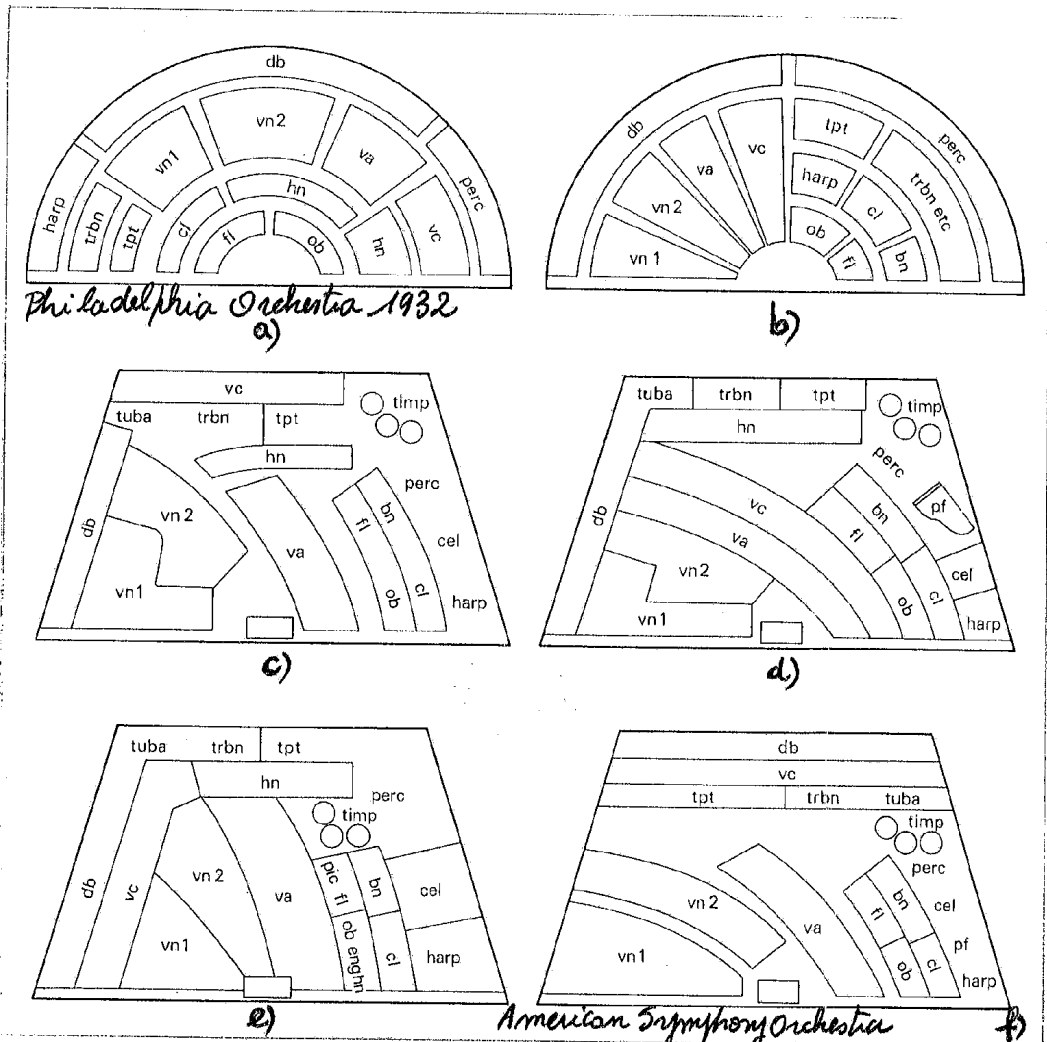 db
vn1
vn2
va
harp
trbn
tpt
cl
fl
hn
ob
hn
vc
perc
Philadelphia Orchestra 1932
a)
db
vn 1
vn 2
va
vc
tpt
harp
ob
cl
fl
bn
trbn etc
perc
b)
vc
tuba trbn tpt
timp
hn
perc
vn2
db
vn1
va
fl
bn
ob
cl
cel
harp
c)
tuba trbn tpt
timp
hn
perc
pf
db
vc
va
vn2
vn1
fl
bn
ob
cl
cel
harp
d)
tuba trbn tpt
hn
perc
timp
db
vc
vn2
vn1
va
pic fl
bn
ob enghn
cl
cel
harp
e)
db
vc
tpt trbn tuba
timp
perc
vn2
vn1
va
fl
bn
ob
cl
cel
pf
harp
American Symphony Orchestra f)